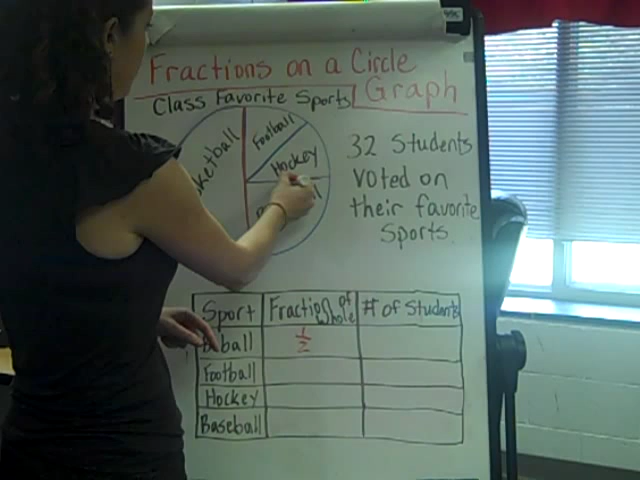 Fractions on a Circle
Graph
Class Favorite Sports
Football
Hockey
32 Students
voted on
their favorite
Sports.
Sport Fraction of Whole # of Students
ball 1/2
Football
Hockey
Baseball